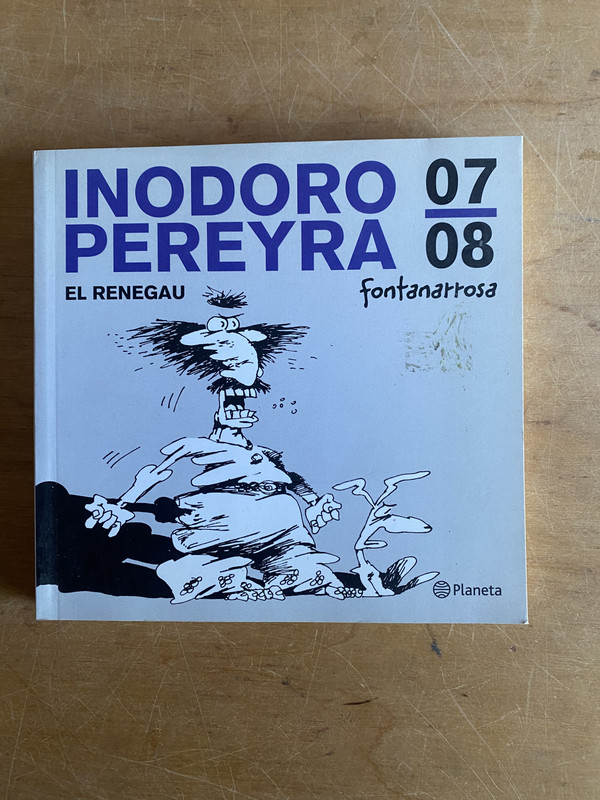 INODORO
PEREYRA
07
08
EL RENEGAU
fontanarrosa
Planeta